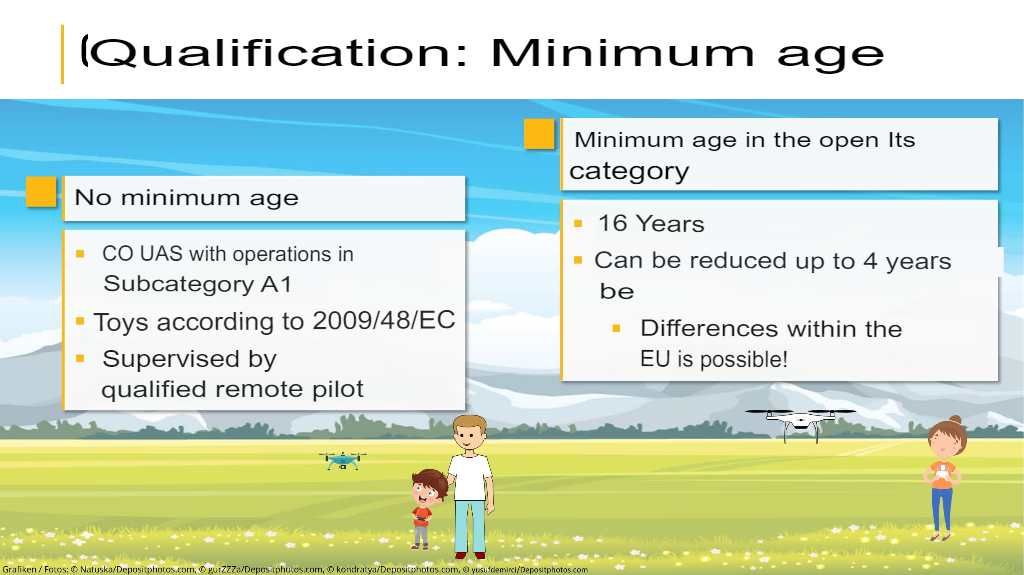 (Qualification: Minimum age
No minimum age
CO UAS with operations in
Subcategory A1
Toys according to 2009/48/EC
Supervised by
qualified remote pilot
Minimum age in the open Its
category
16 Years
Can be reduced up to 4 years
be
Differences within the
EU is possible!
Grafiken / Fotos: © Natuska/Depositphotos.com, © gurZZZa/Depositphotos.com, © kondratya/Depositphotos.com, © yusufdemirci/Depositphotos.com